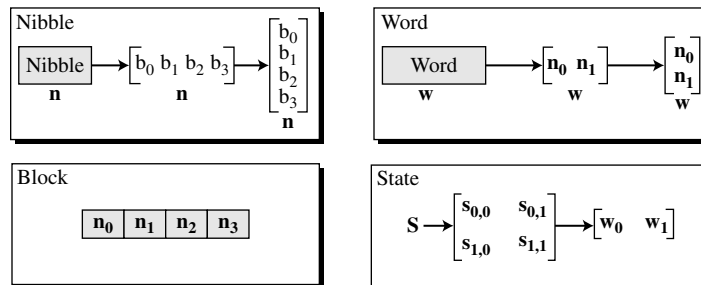 Nibble
Nibble
n
b0 b1 b2 b3
n
b0
b1
b2
b3
n
Word
Word
w
n0 n1
w
n0
n1
w
Block
n0 n1 n2 n3
State
S
s0,0 s0,1
s1,0 s1,1
w0 w1